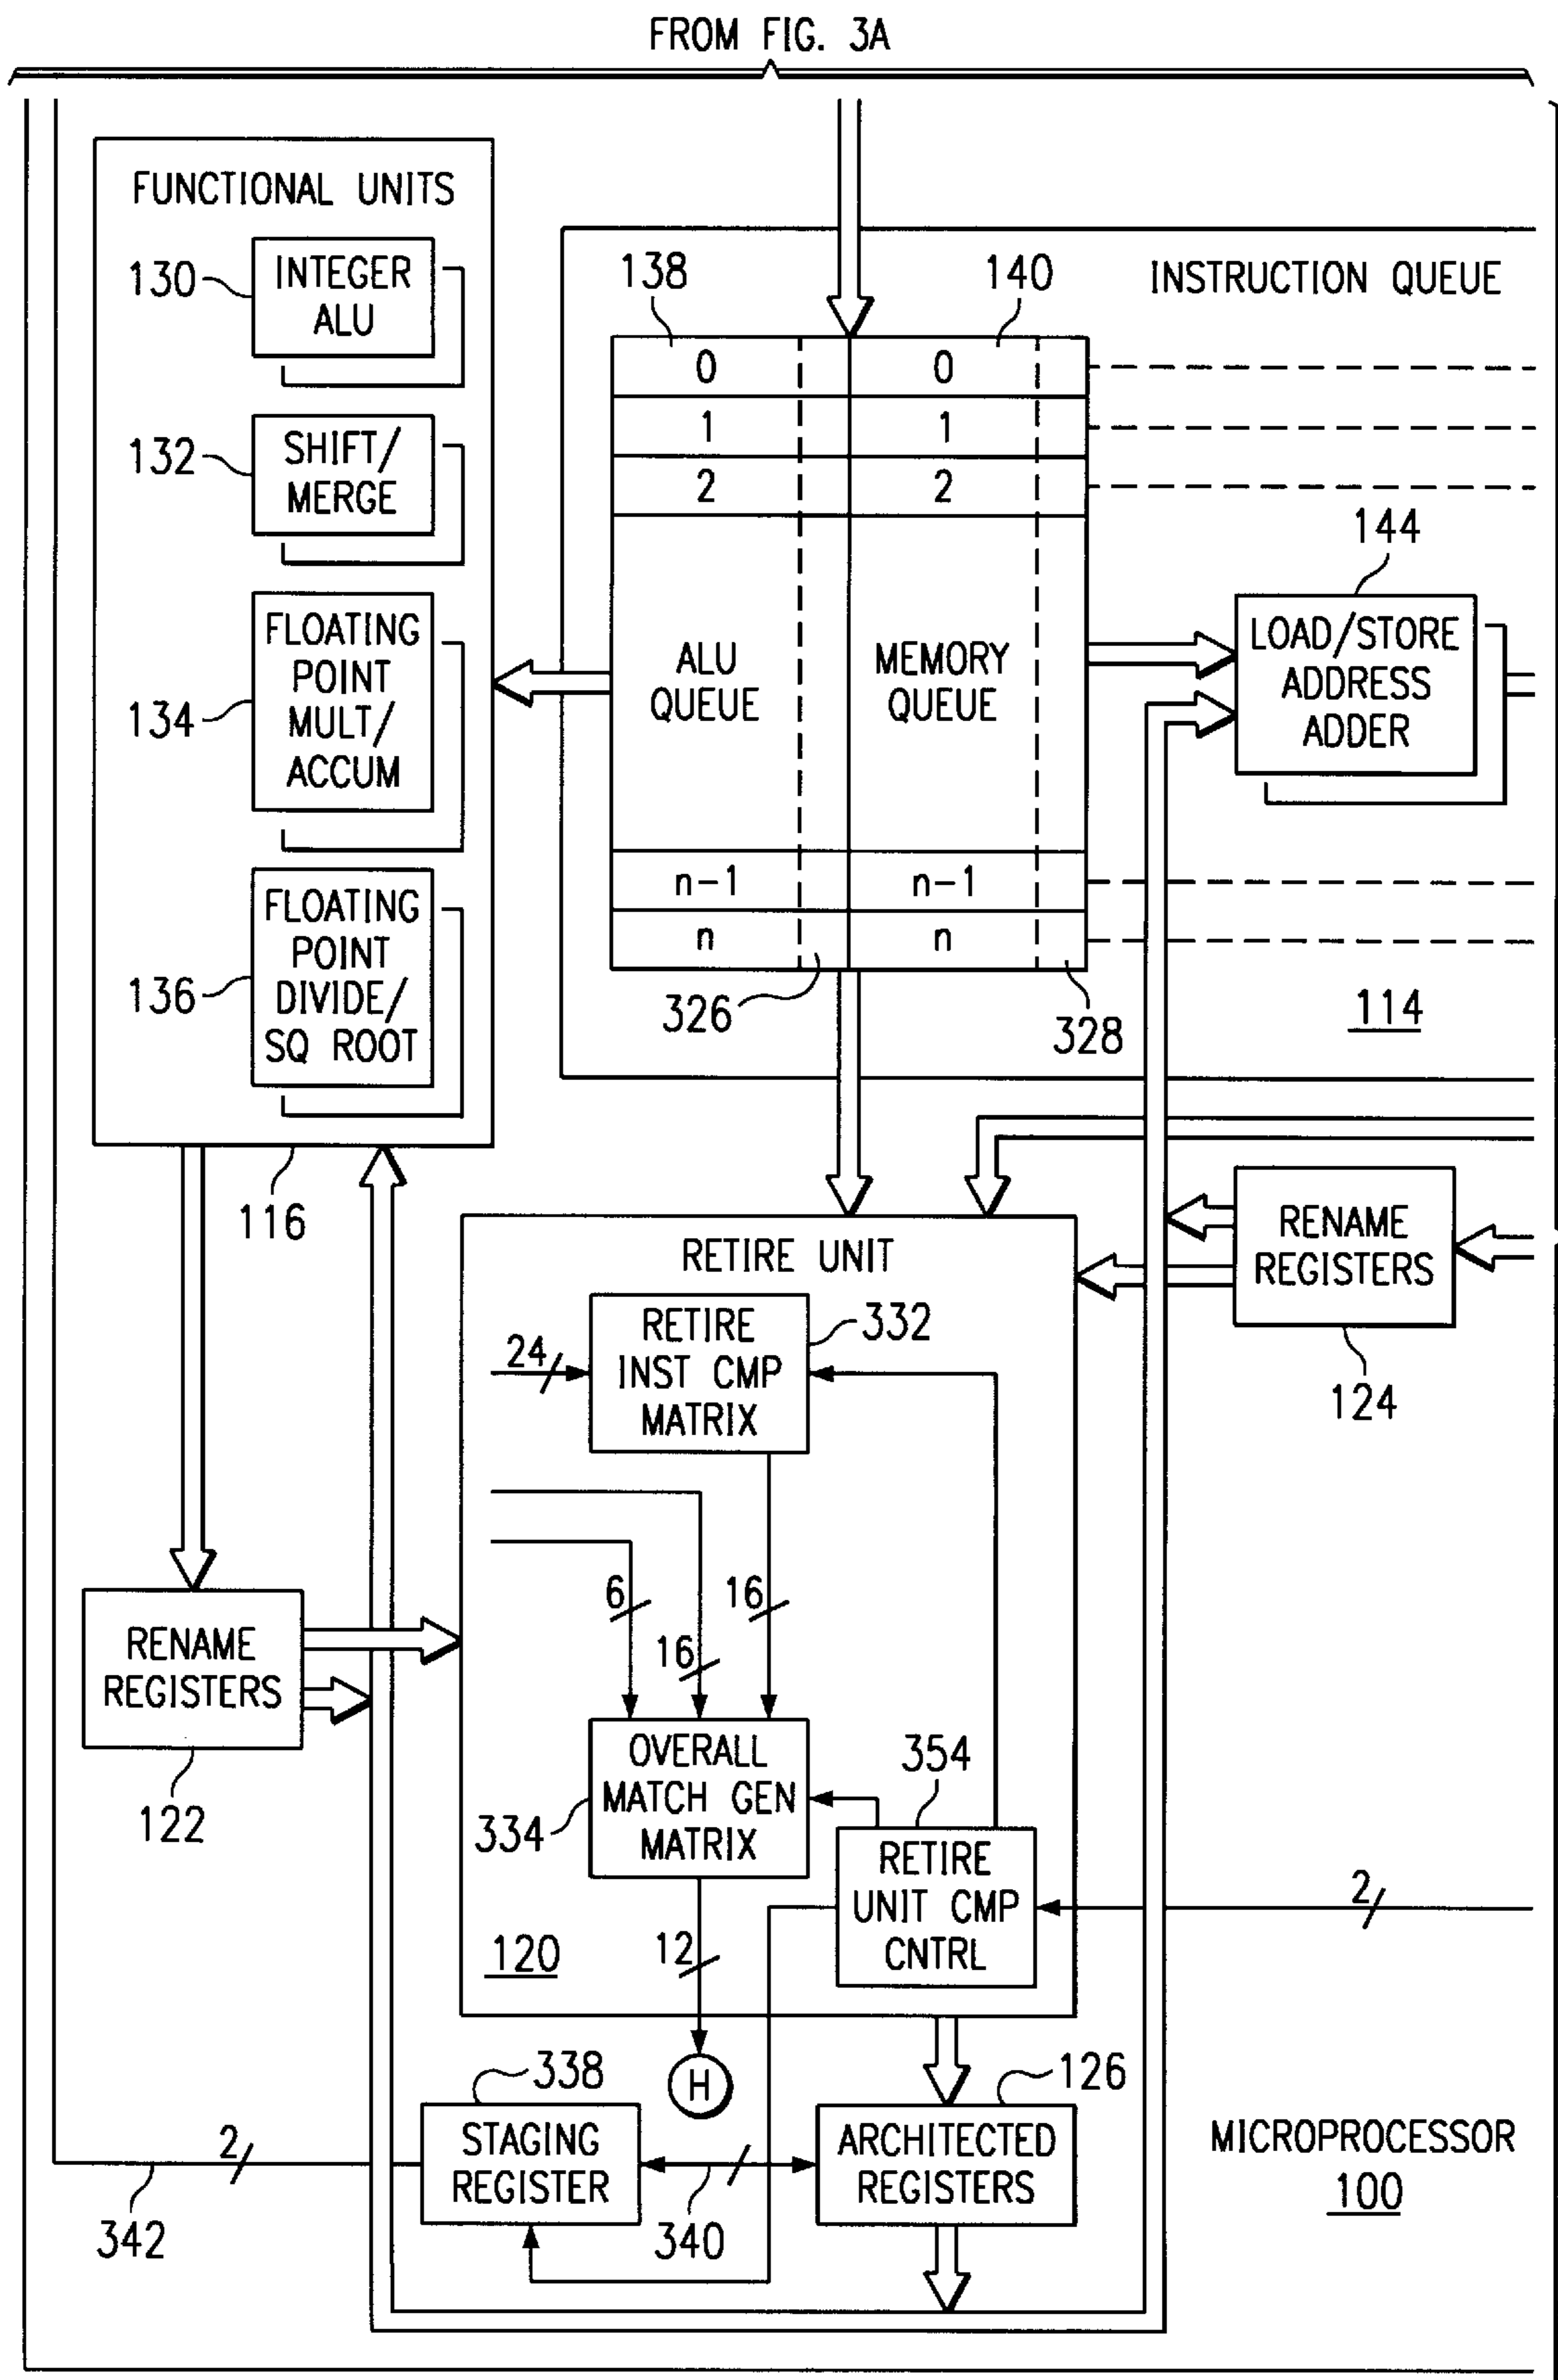 FROM FIG. 3A
FUNCTIONAL UNITS
130
INTEGER
ALU
132
SHIFT/
MERGE
134
FLOATING
POINT
MULT/
ACCUM
136
FLOATING
POINT
DIVIDE/
SQ ROOT
116
INSTRUCTION QUEUE
138
140
0
0
1
1
2
2
ALU
QUEUE
MEMORY
QUEUE
n-1
n-1
n
n
326
328
114
144
LOAD/STORE
ADDRESS
ADDER
RENAME
REGISTERS
124
RETIRE UNIT
24
RETIRE
INST CMP
MATRIX
332
6
16
16
RENAME
REGISTERS
122
OVERALL
MATCH GEN
MATRIX
334
354
RETIRE
UNIT CMP
CNTRL
2
120
12
H
338
STAGING
REGISTER
126
ARCHITECTED
REGISTERS
2
342
340
MICROPROCESSOR
100